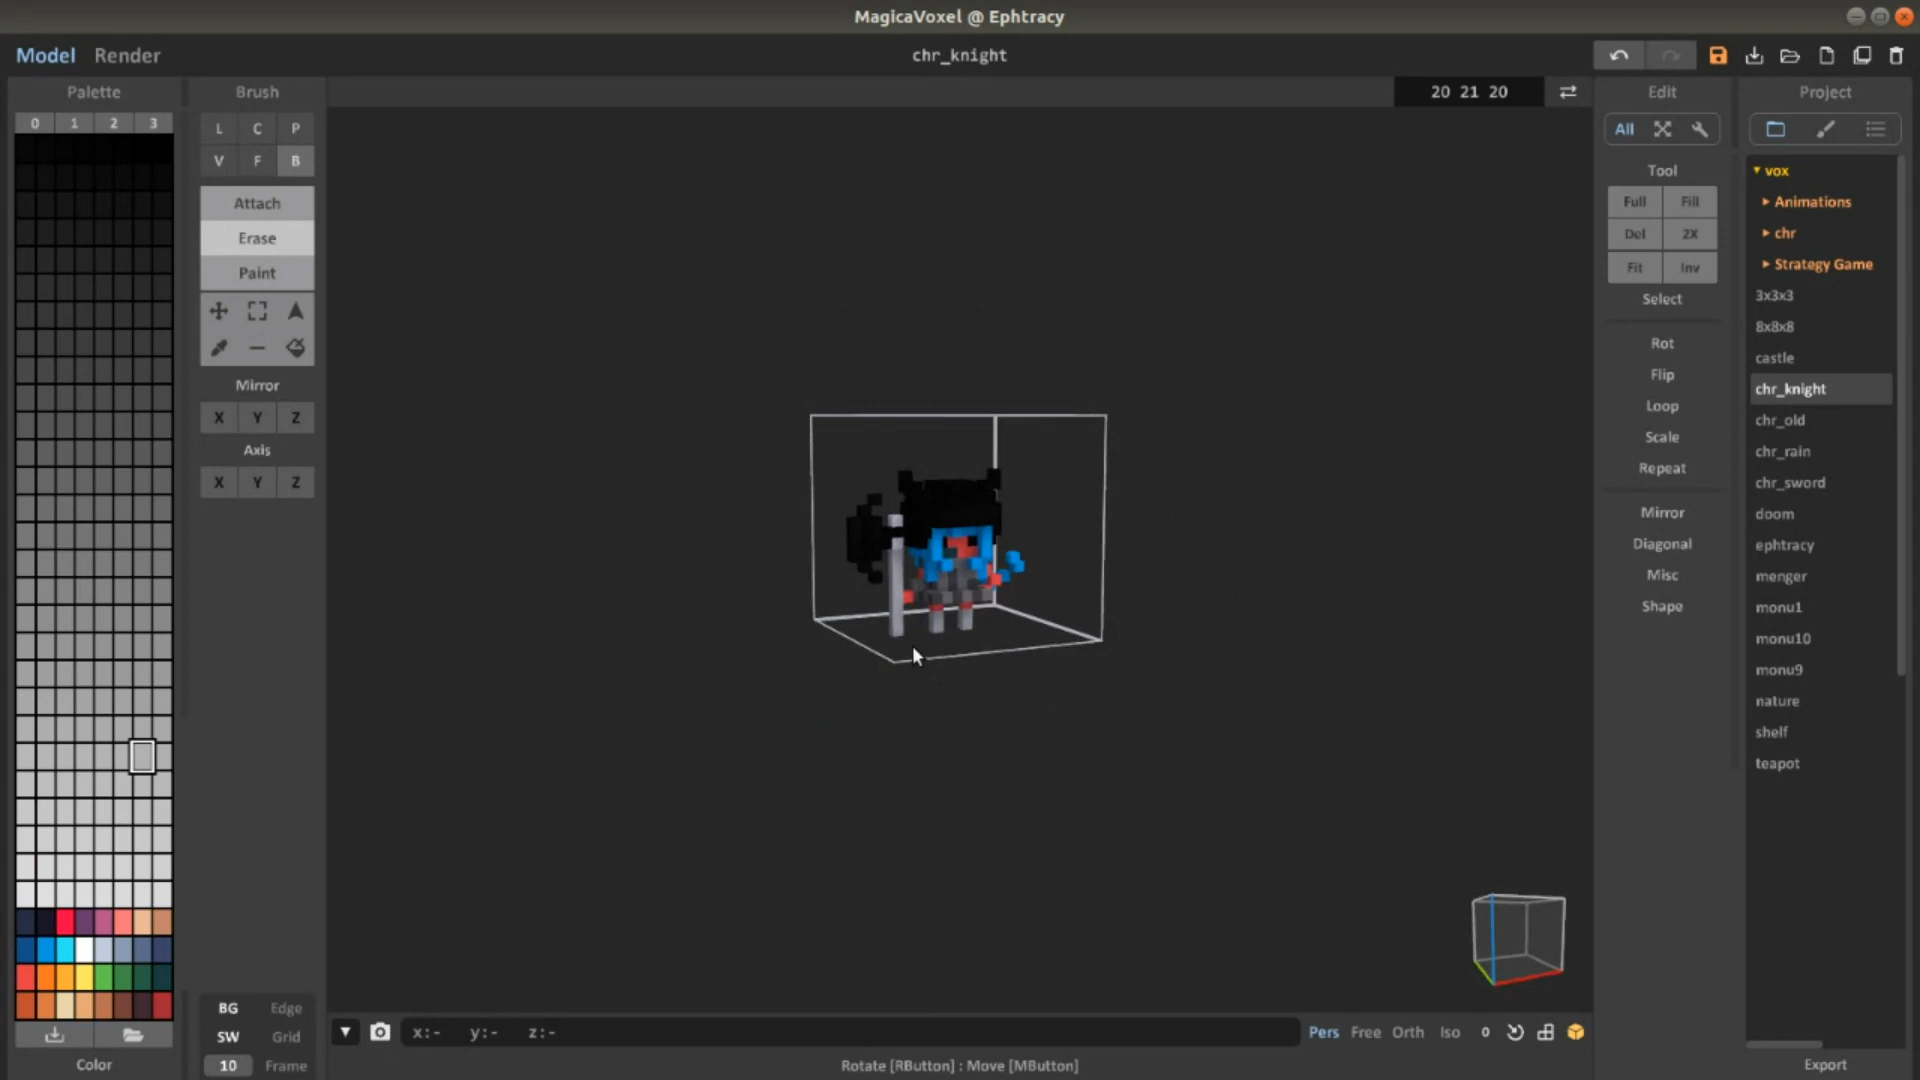 MagicaVoxel @ Ephtracy
Model Render
chr_knight
Palette
Brush
20 21 20
Edit
Project
0 1 2 3
L C P
V F B
Attach
Erase
Paint
Mirror
X Y Z
Axis
X Y Z
BG Edge
SW Grid
10 Frame
Color
x:- y:- z:-
Pers Free Orth Iso 0
Rotate [RButton] : Move [MButton]
All
Tool
Full Fill
Del 2X
Fit Inv
Select
Rot
Flip
Loop
Scale
Repeat
Mirror
Diagonal
Misc
Shape
vox
Animations
chr
Strategy Game
3x3x3
8x8x8
castle
chr_knight
chr_old
chr_rain
chr_sword
doom
ephtracy
menger
monu1
monu10
monu9
nature
shelf
teapot
Export